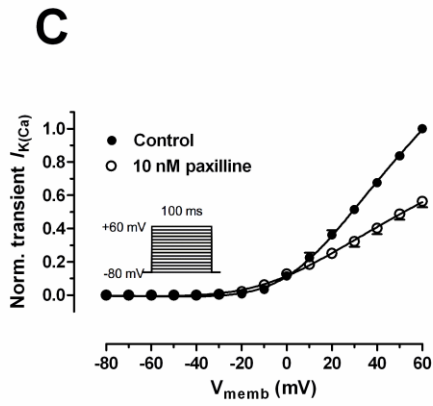 C
Norm. transient I K(Ca)
1.0
0.8
0.6
0.4
0.2
0.0
Control
10 nM paxilline
100 ms
+60 mV
-80 mV
-80 -60 -40 -20 0 20 40 60
Vmemb (mV)